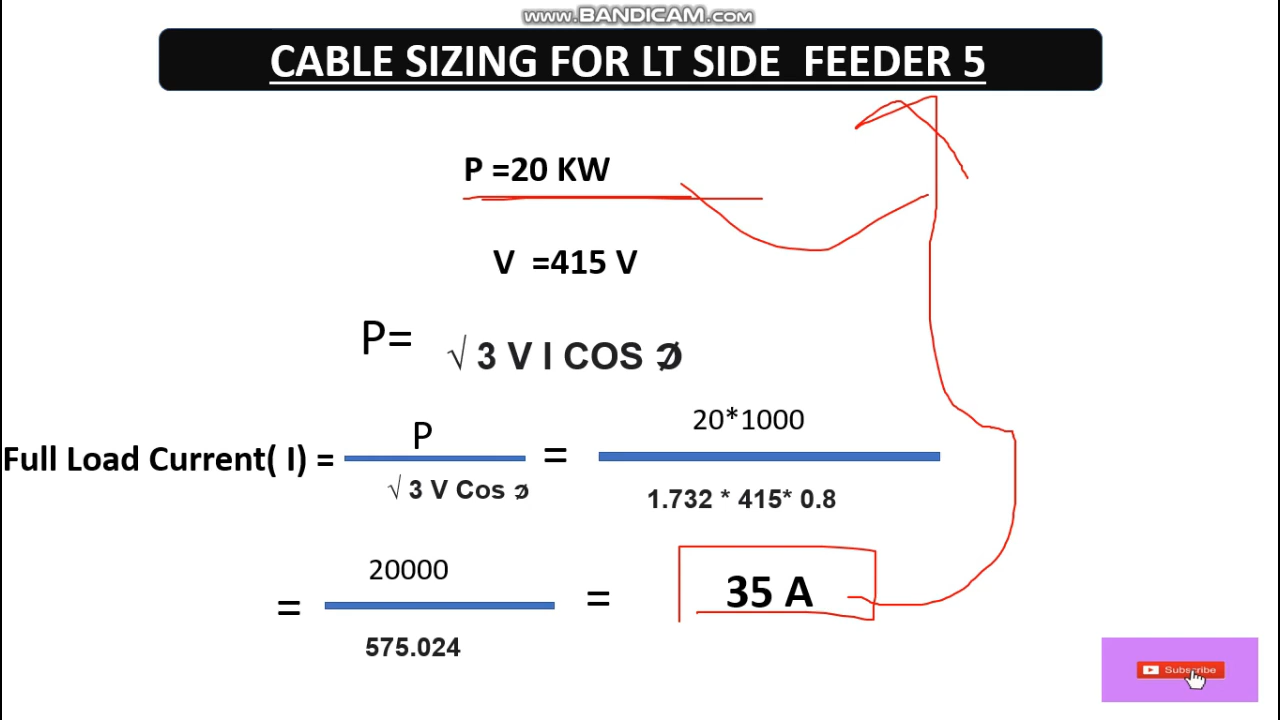 www.BANDICAM.com
CABLE SIZING FOR LT SIDE FEEDER 5
P =20 KW
V =415 V
P=
√ 3 V I COS ∅
Full Load Current( I) = P / √ 3 V Cos ∅ = 20*1000 / 1.732 * 415* 0.8
= 20000 / 575.024 = 35 A
Subscribe